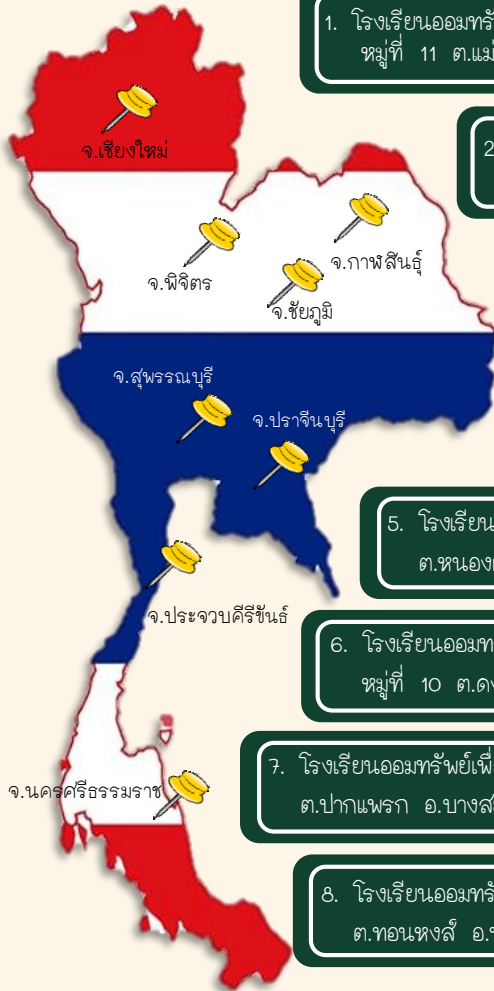 1. โรงเรียนออมทรั
หมู่ที่ 11 ต.แม่
2
จ.เชียงใหม่
จ.กาฬสินธุ์
จ.พิจิตร
จ.ชัยภูมิ
จ.สุพรรณบุรี
จ.ปราจีนบุรี
5. โรงเรียน
ต.หนอง
จ.ประจวบคีรีขันธ์
6. โรงเรียนออมท
หมู่ที่ 10 ต.ด
7. โรงเรียนออมทรัพย์เพื่
ต.ปากแพรก อ.บางส
จ.นครศรีธรรมราช
8. โรงเรียนออมทรั
ต.ทอนหงส์ อ.